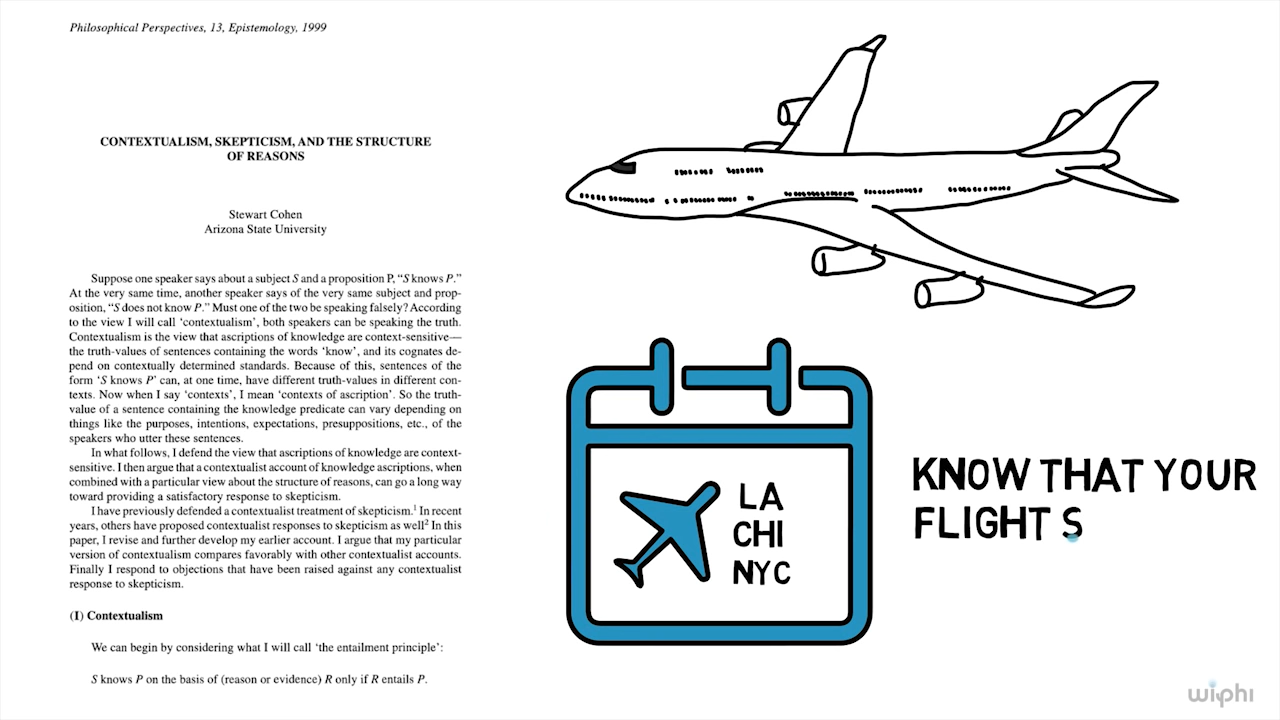 Philosophical Perspectives, 13, Epistemology, 1999
CONTEXTUALISM, SKEPTICISM, AND THE STRUCTURE
OF REASONS
Stewart Cohen
Arizona State University
Suppose one speaker says about a subject S and a proposition P, “S knows P.”
At the very same time, another speaker says of the very same subject and prop-
osition, “S does not know P.” Must one of the two be speaking falsely? According
to the view I will call ‘contextualism’, both speakers can be speaking the truth.
Contextualism is the view that ascriptions of knowledge are context-sensitive—
the truth-values of sentences containing the words ‘know’, and its cognates de-
pend on contextually determined standards. Because of this, sentences of the
form ‘S knows P’ can, at one time, have different truth-values in different con-
texts. Now when I say ‘contexts’, I mean ‘contexts of ascription’. So the truth-
value of a sentence containing the knowledge predicate can vary depending on
things like the purposes, intentions, expectations, presuppositions, etc., of the
speakers who utter these sentences.
In what follows, I defend the view that ascriptions of knowledge are context-
sensitive. I then argue that a contextualist account of knowledge ascriptions, when
combined with a particular view about the structure of reasons, can go a long way
toward providing a satisfactory response to skepticism.
I have previously defended a contextualist treatment of skepticism.1 In recent
years, others have proposed contextualist responses to skepticism as well2 In this
paper, I revise and further develop my earlier account. I argue that my particular
version of contextualism compares favorably with other contextualist accounts.
Finally I respond to objections that have been raised against any contextualist
response to skepticism.
(I) Contextualism
We can begin by considering what I will call ‘the entailment principle’:
S knows P on the basis of (reason or evidence) R only if R entails P.
LA
CHI
NYC
KNOW THAT YOUR
FLIGHT S
wiphi